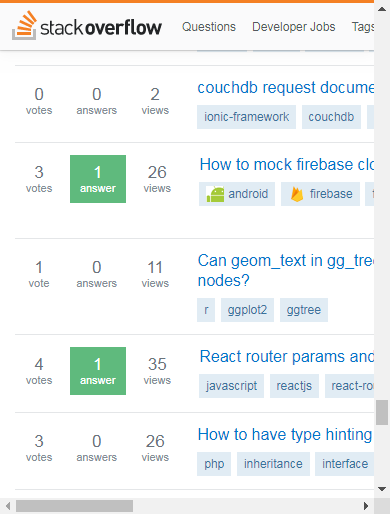 stackoverflow Questions Developer Jobs Tags
0 0 2 couchdb request docume
votes answers views ionic-framework couchdb
3 1 26 How to mock firebase clo
votes answer views android firebase
1 0 11 Can geom_text in gg_tre
vote answers views nodes?
r ggplot2 ggtree
4 1 35 React router params and
votes answer views javascript reactjs react-rou
3 0 26 How to have type hinting
votes answers views php inheritance interface